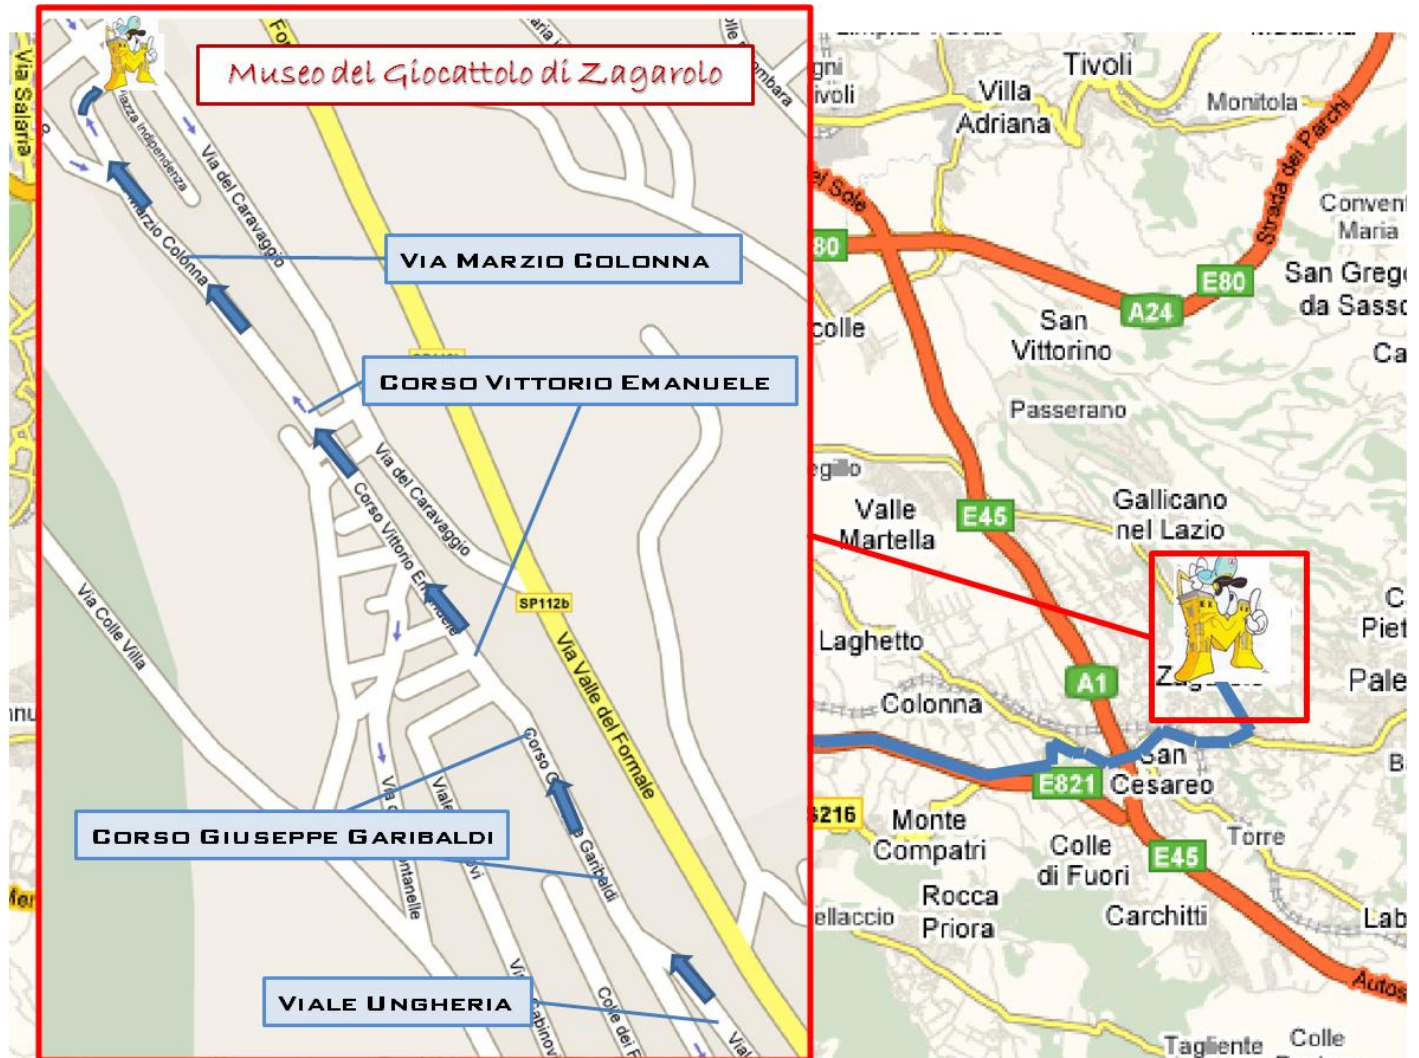 Museo del Giocattolo di Zagarolo
Via Salaria
Piazza Indipendenza
Via del Caravaggio
Marzio Colonna
VIA MARZIO COLONNA
CORSO VITTORIO EMANUELE
Via del Caravaggio
Corso Vittorio Emanuele
SP112b
Via Colle Villa
Via Valle del Formale
CORSO GIUSEPPE GARIBALDI
Garibaldi
VIALE UNGHERIA
Tivoli
Villa
Adriana
Monitola
Strada dei Parchi
Maria
E80
A24
San
Vittorino
Passerano
Gallicano
nel Lazio
Valle
Martella
E45
Laghetto
A1
Colonna
San
Cesareo
E821
Monte
Compatri
Colle
di Fuori
E45
Torre
Rocca
Priora
Carchitti
Tagliente
Colle